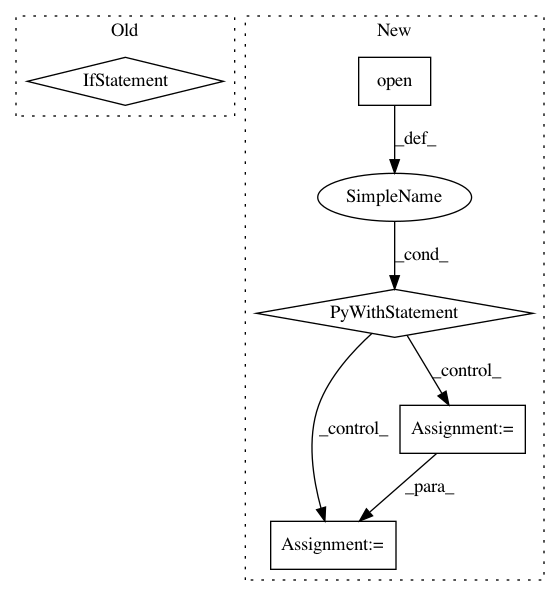 Old
New
IfStatement
open
_def_
SimpleName
_cond_
PyWithStatement
_control_
_control_
Assignment:=
_para_
Assignment:=